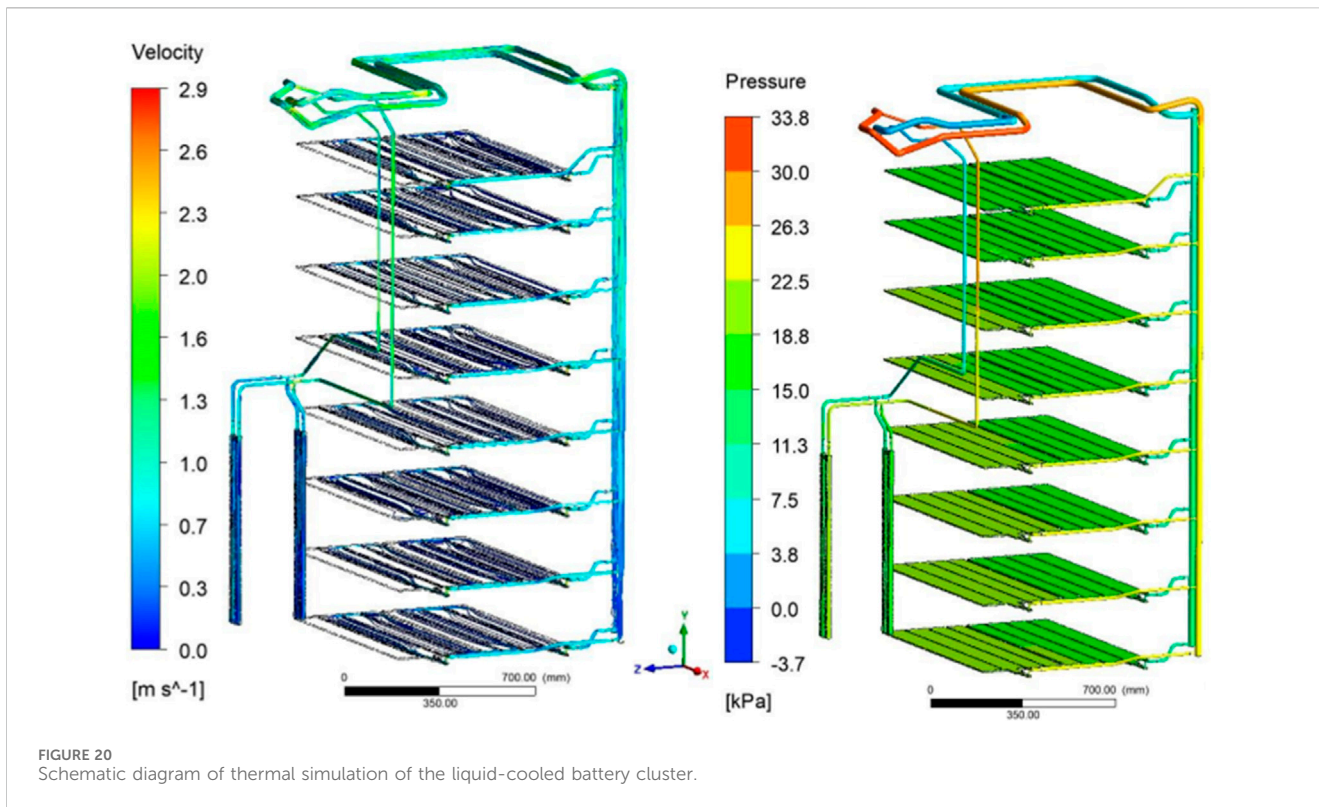 Velocity
2.9
2.6
2.3
2.0
1.6
1.3
1.0
0.7
0.3
0.0
[m s^-1]
0
700.00 (mm)
350.00
Y
Z
X
Pressure
33.8
30.0
26.3
22.5
18.8
15.0
11.3
7.5
3.8
0.0
-3.7
[kPa]
0
700.00 (mm)
350.00
FIGURE 20
Schematic diagram of thermal simulation of the liquid-cooled battery cluster.